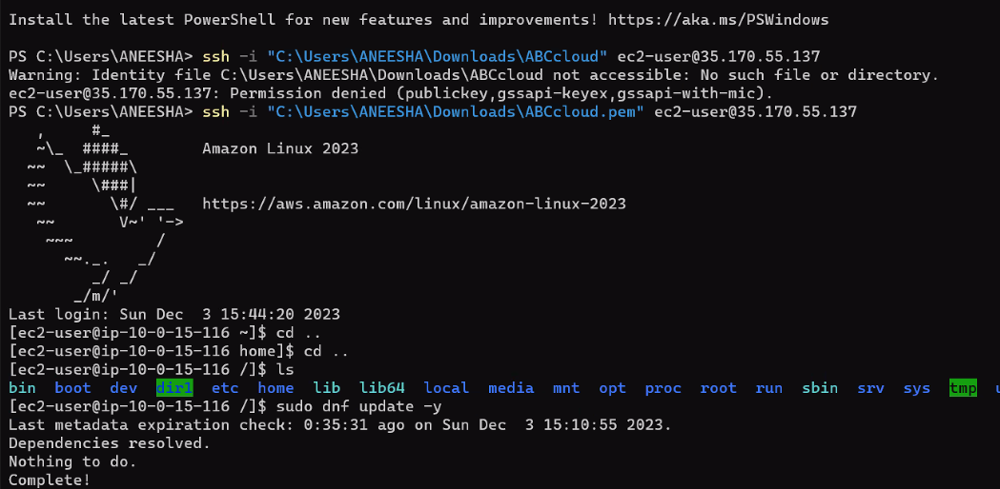 Install the latest PowerShell for new features and improvements! https://aka.ms/PSWindows

PS C:\Users\ANEESHA> ssh -i "C:\Users\ANEESHA\Downloads\ABCcloud" ec2-user@35.170.55.137
Warning: Identity file C:\Users\ANEESHA\Downloads\ABCcloud not accessible: No such file or directory.
ec2-user@35.170.55.137: Permission denied (publickey,gssapi-keyex,gssapi-with-mic).
PS C:\Users\ANEESHA> ssh -i "C:\Users\ANEESHA\Downloads\ABCcloud.pem" ec2-user@35.170.55.137
   ,     #_
   ~\_  ####_        Amazon Linux 2023
  ~~  \_#####\
  ~~     \###|
  ~~       \#/ ___   https://aws.amazon.com/linux/amazon-linux-2023
   ~~       V~' '->
    ~~~         /
      ~~._.   _/
         _/ _/
       _/m/'
Last login: Sun Dec  3 15:44:20 2023
[ec2-user@ip-10-0-15-116 ~]$ cd ..
[ec2-user@ip-10-0-15-116 home]$ cd ..
[ec2-user@ip-10-0-15-116 /]$ ls
bin  boot  dev  dir1  etc  home  lib  lib64  local  media  mnt  opt  proc  root  run  sbin  srv  sys  tmp
[ec2-user@ip-10-0-15-116 /]$ sudo dnf update -y
Last metadata expiration check: 0:35:31 ago on Sun Dec  3 15:10:55 2023.
Dependencies resolved.
Nothing to do.
Complete!